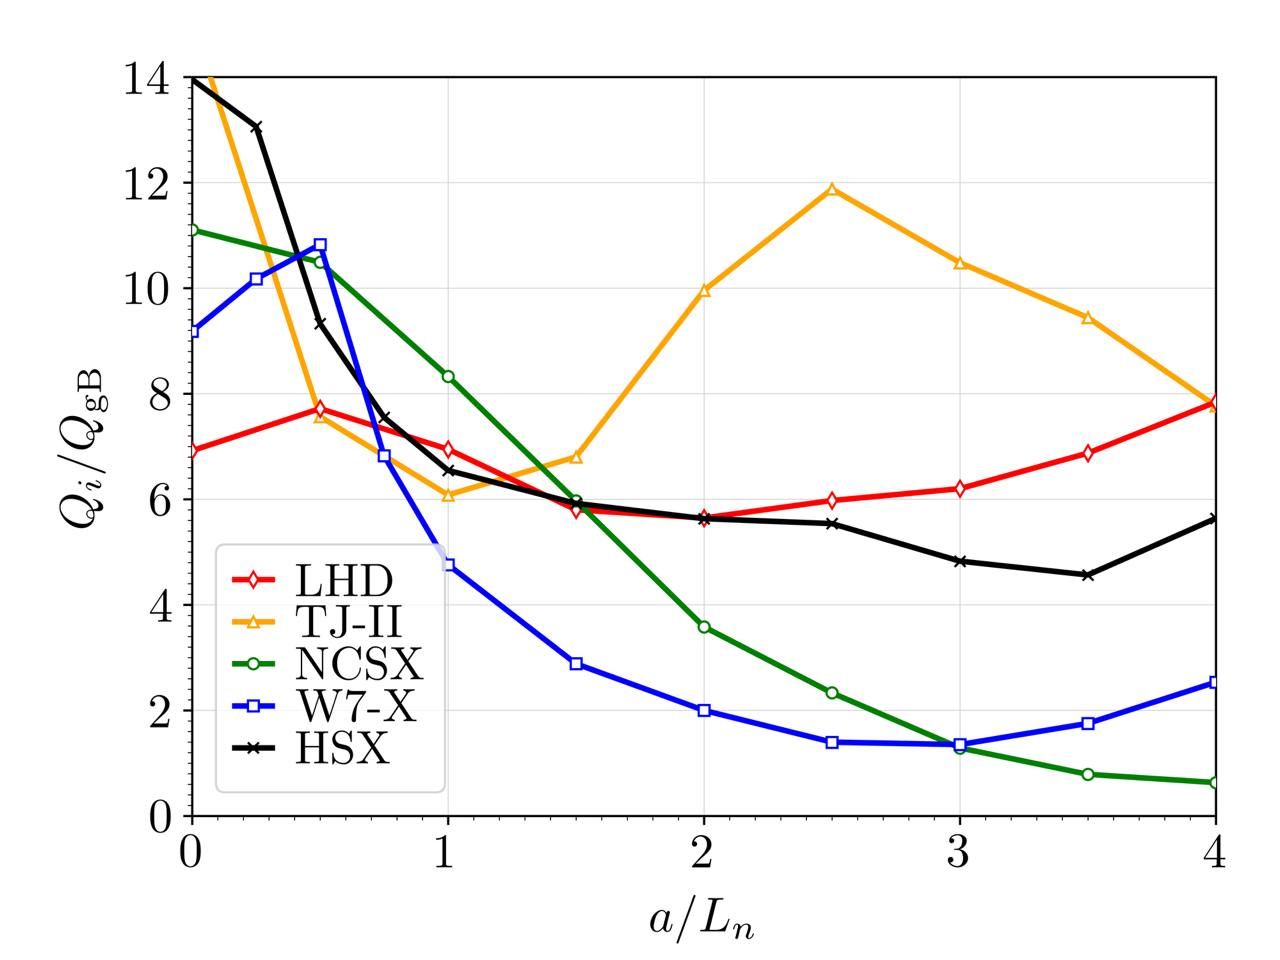 14
12
10
8
6
4
2
0
Q_i/Q_gB
LHD
TJ-II
NCSX
W7-X
HSX
0 1 2 3 4
a/L_n